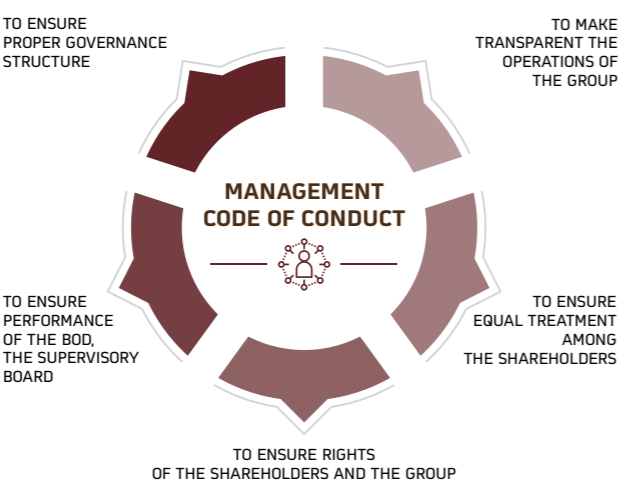 TO ENSURE
PROPER GOVERNANCE
STRUCTURE
TO MAKE
TRANSPARENT THE
OPERATIONS OF
THE GROUP
MANAGEMENT
CODE OF CONDUCT
TO ENSURE
PERFORMANCE
OF THE BOD,
THE SUPERVISORY
BOARD
TO ENSURE
EQUAL TREATMENT
AMONG
THE SHAREHOLDERS
TO ENSURE RIGHTS
OF THE SHAREHOLDERS AND THE GROUP